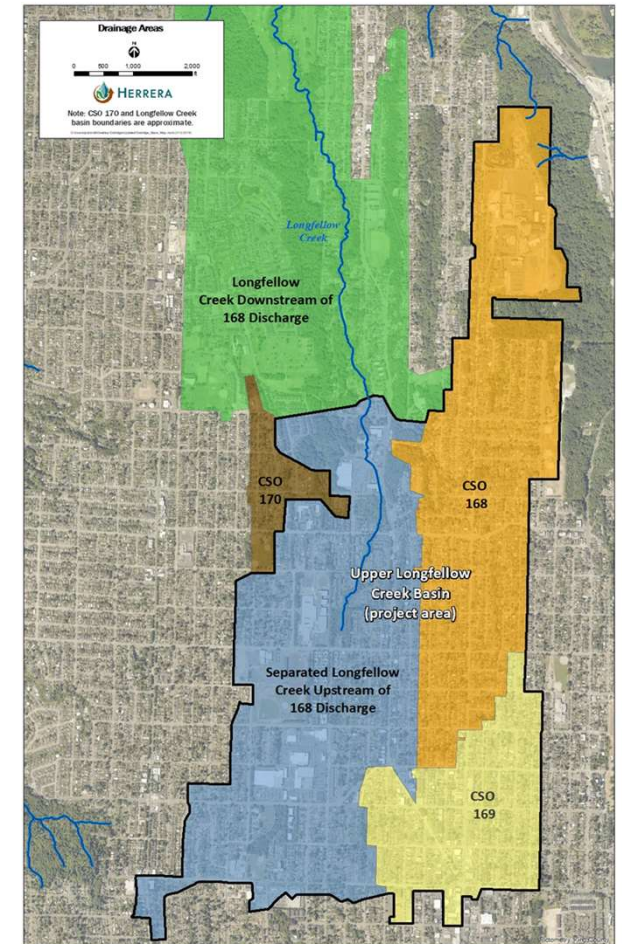 Drainage Areas
N
0 500 1,000 2,000
HERRERA
Note: CSO 170 and Longfellow Creek
basin boundaries are approximate.
Longfellow
Creek
Longfellow
Creek Downstream of
168 Discharge
CSO
170
CSO
168
Upper Longfellow
Creek Basin
(project area)
Separated Longfellow
Creek Upstream of
168 Discharge
CSO
169